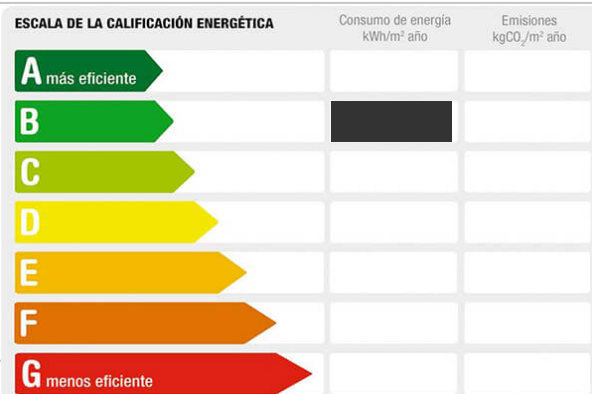 ESCALA DE LA CALIFICACIÓN ENERGÉTICA
Consumo de energía
kWh/m² año
Emisiones
kgCO₂/m² año
A más eficiente
B
C
D
E
F
G menos eficiente